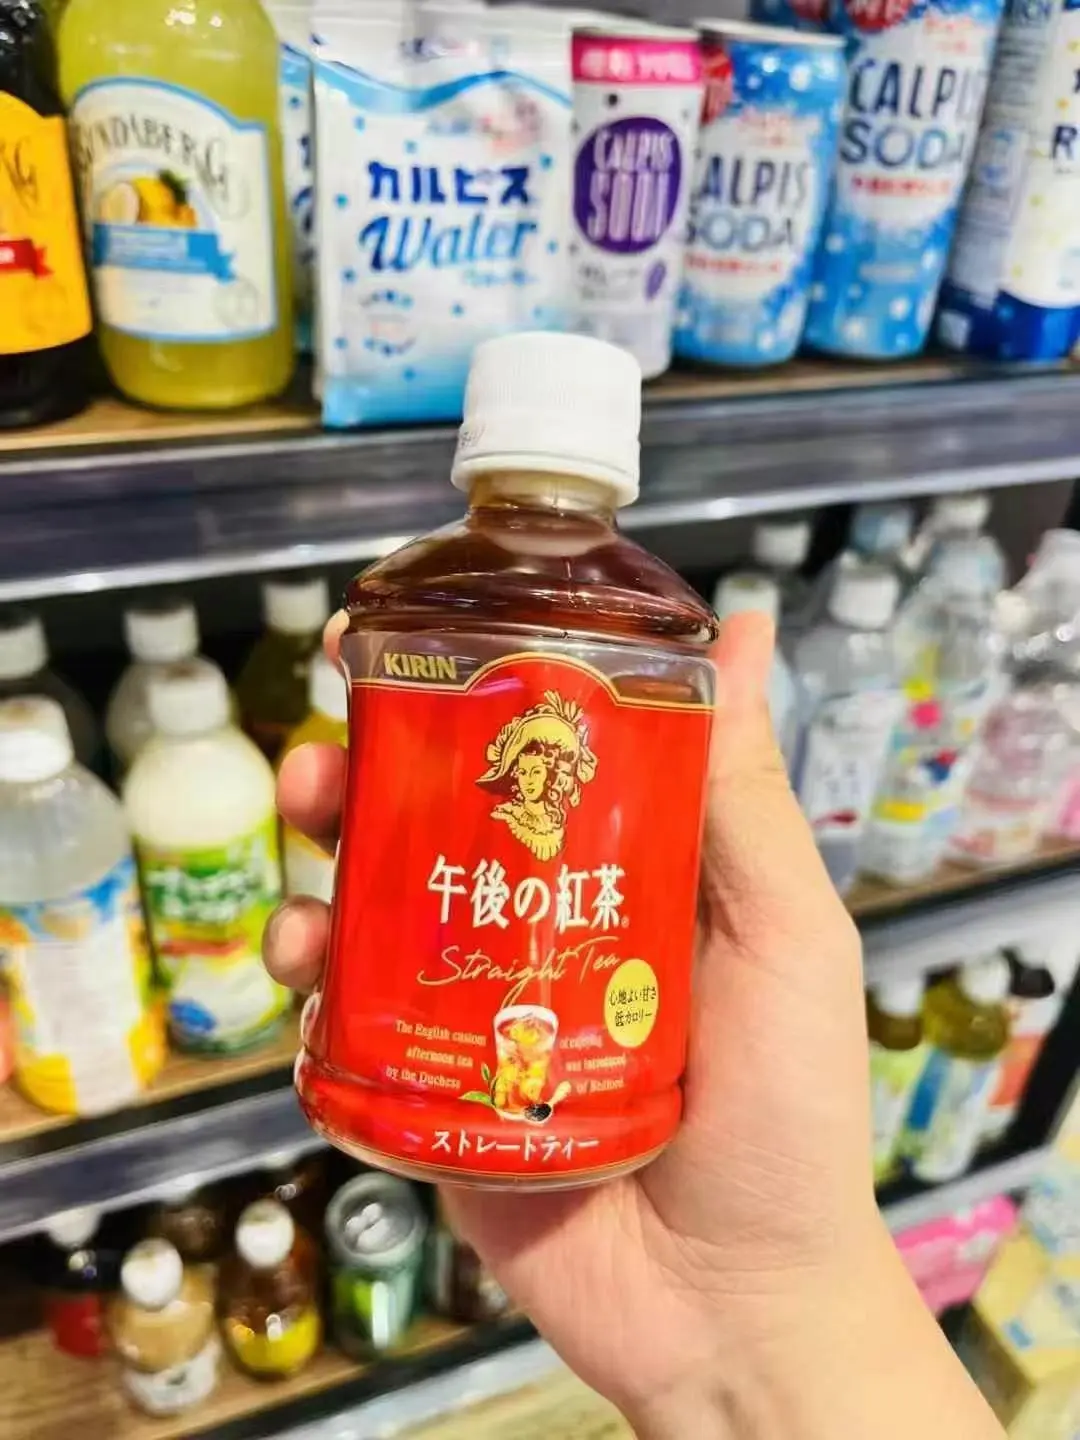 BUNDABERG
カルピス
Water
CALPIS
SODA
CALPIS
SODA
CALPIS
SODA
KIRIN
午後の紅茶
Straight Tea
心地よい甘さ
低カロリー
The English custom of enjoying
afternoon tea was introduced
by the Duchess of Bedford.
ストレートティー